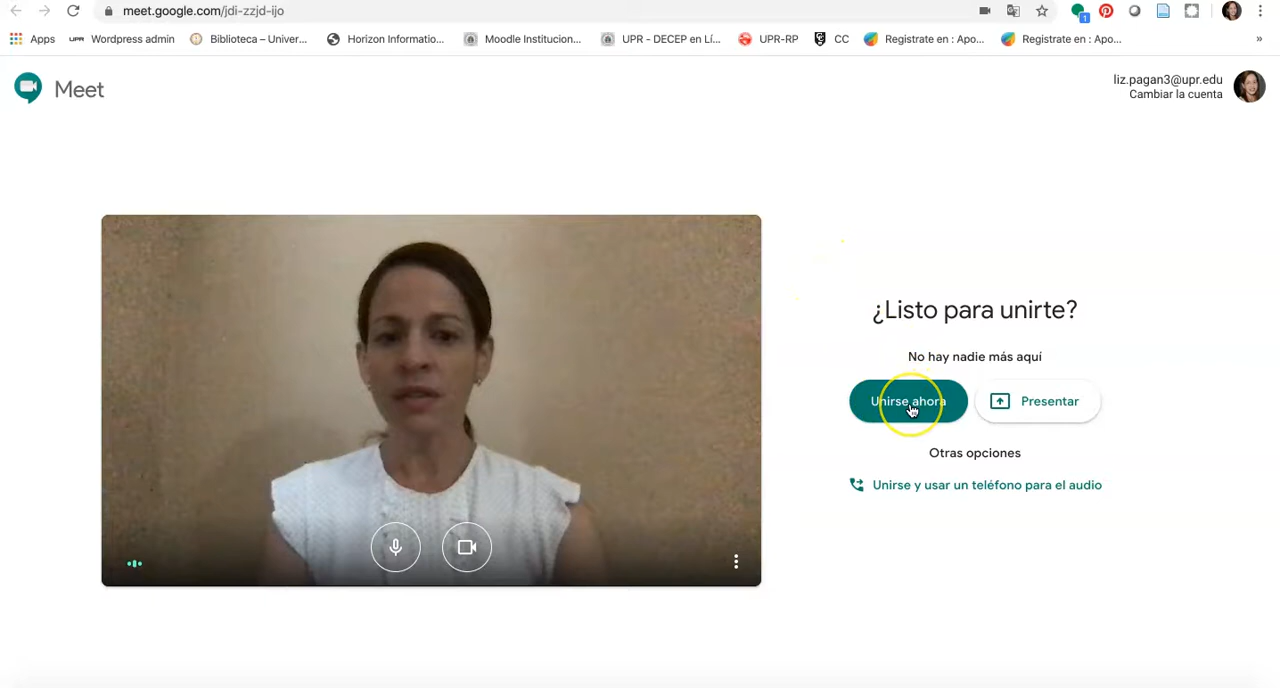 meet.google.com/jdi-zzjd-ijo
1
Apps UPR Wordpress admin Biblioteca – Univer... Horizon Informatio... Moodle Institucion... UPR - DECEP en Lí... UPR-RP CC Registrate en : Apo... Registrate en : Apo... »
Meet
liz.pagan3@upr.edu
Cambiar la cuenta
¿Listo para unirte?
No hay nadie más aquí
Unirse ahora Presentar
Otras opciones
Unirse y usar un teléfono para el audio